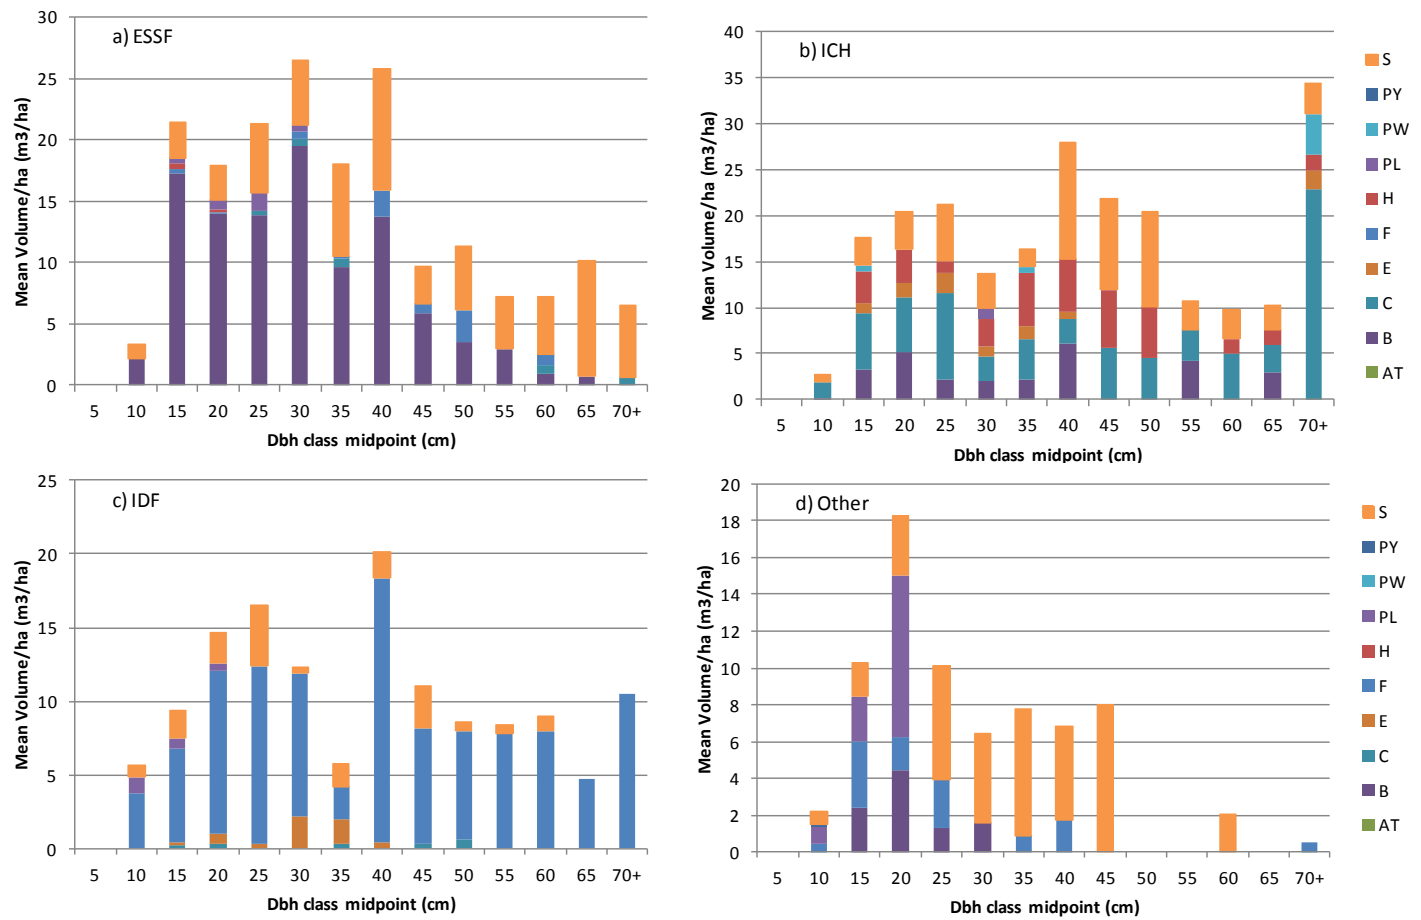 a) ESSF
Mean Volume/ha (m3/ha)
30
25
20
15
10
5
0
5 10 15 20 25 30 35 40 45 50 55 60 65 70+
Dbh class midpoint (cm)
b) ICH
Mean Volume/ha (m3/ha)
40
35
30
25
20
15
10
5
0
5 10 15 20 25 30 35 40 45 50 55 60 65 70+
Dbh class midpoint (cm)
S
PY
PW
PL
H
F
E
C
B
AT
c) IDF
Mean Volume/ha (m3/ha)
25
20
15
10
5
0
5 10 15 20 25 30 35 40 45 50 55 60 65 70+
Dbh class midpoint (cm)
d) Other
Mean Volume/ha (m3/ha)
20
18
16
14
12
10
8
6
4
2
0
5 10 15 20 25 30 35 40 45 50 55 60 65 70+
Dbh class midpoint (cm)
S
PY
PW
PL
H
F
E
C
B
AT